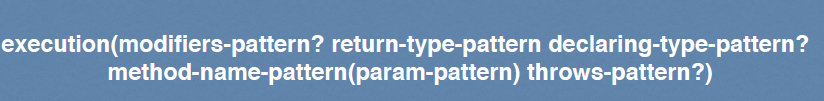 execution(modifiers-pattern? return-type-pattern declaring-type-pattern?
method-name-pattern(param-pattern) throws-pattern?)